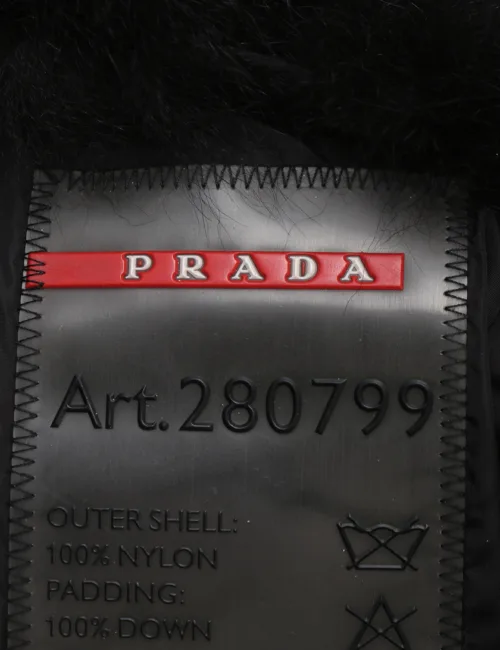 PRADA
Art.280799
OUTER SHELL:
100% NYLON
PADDING:
100% DOWN